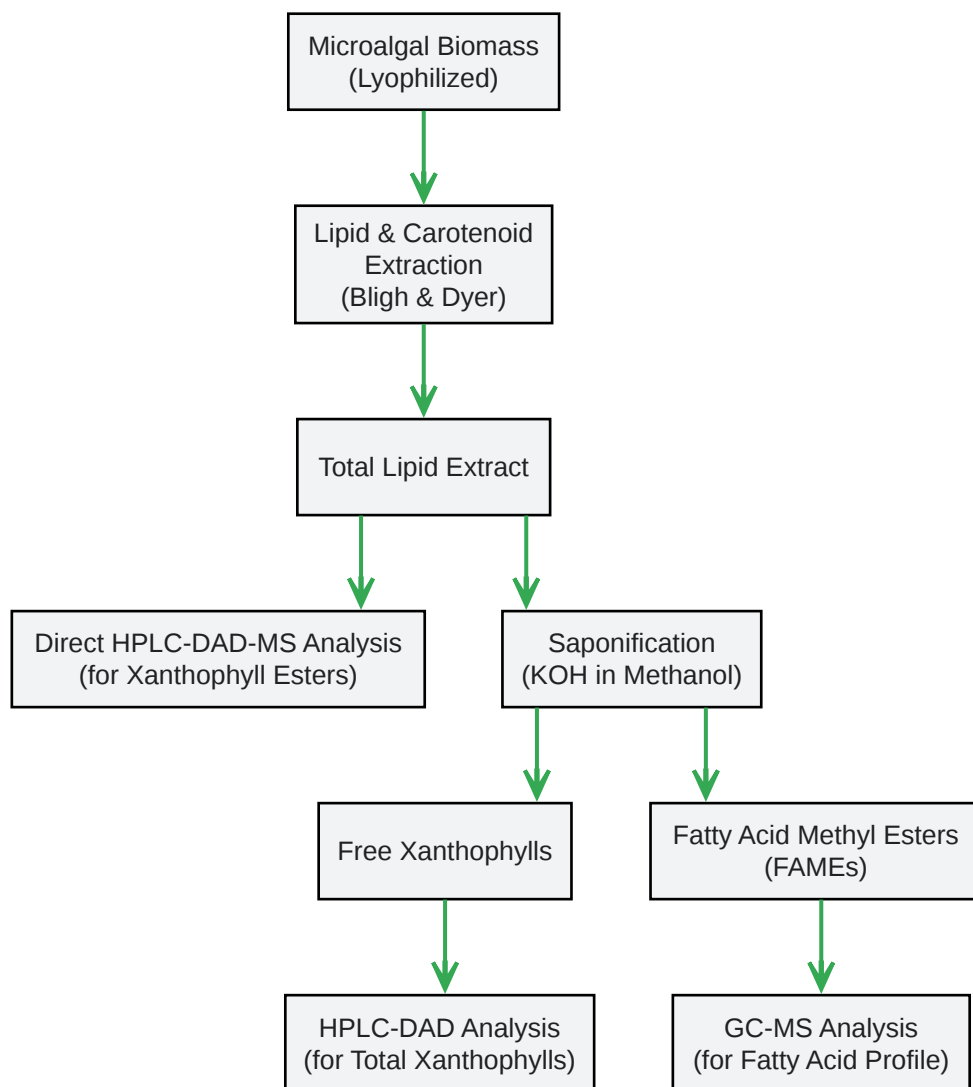 Microalgal Biomass
(Lyophilized)
Lipid & Carotenoid
Extraction
(Bligh & Dyer)
Total Lipid Extract
Direct HPLC-DAD-MS Analysis
(for Xanthophyll Esters)
Saponification
(KOH in Methanol)
Free Xanthophylls
Fatty Acid Methyl Esters
(FAMEs)
HPLC-DAD Analysis
(for Total Xanthophylls)
GC-MS Analysis
(for Fatty Acid Profile)